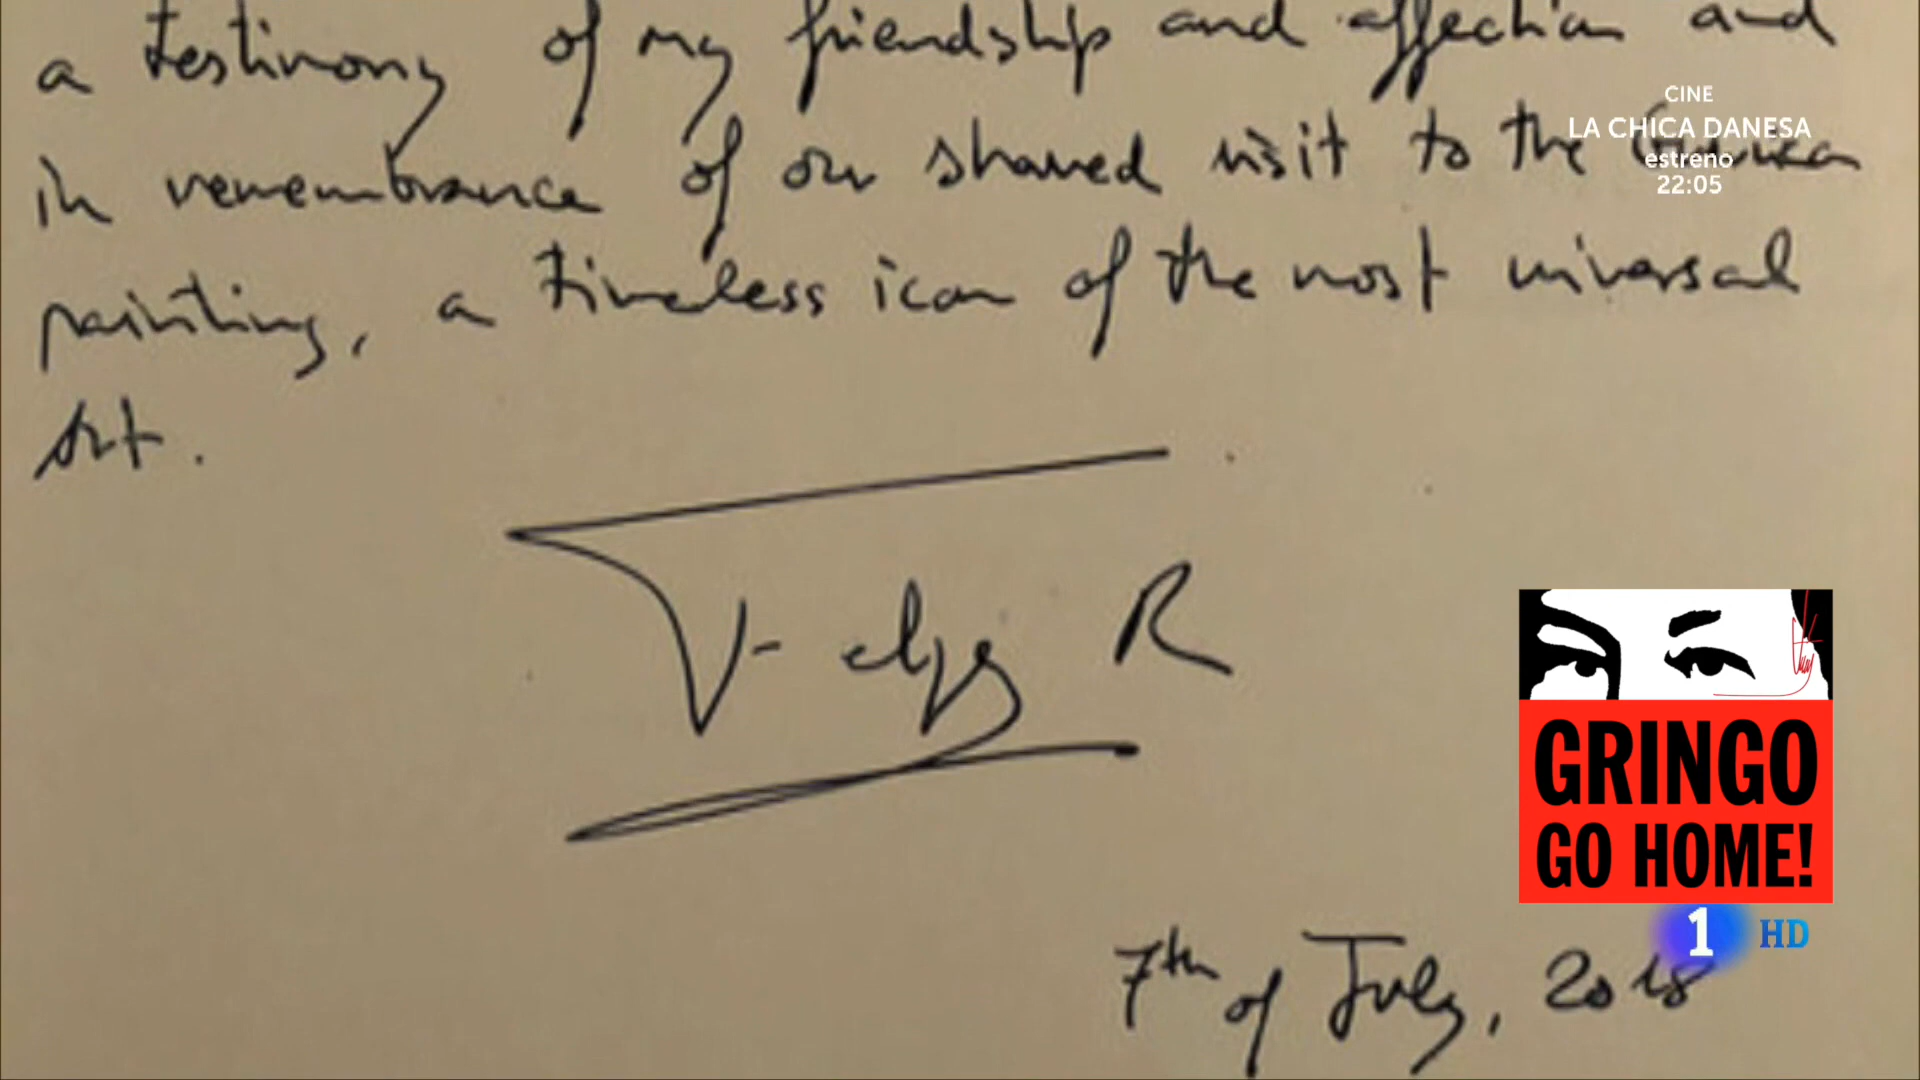 a testimony of my friendship and affection and
in remembrance of our shared visit to the
painting, a timeless icon of the most universal
art.
7th of July, 2018
CINE
LA CHICA DANESA
estreno
22:05
GRINGO
GO HOME!
1 HD